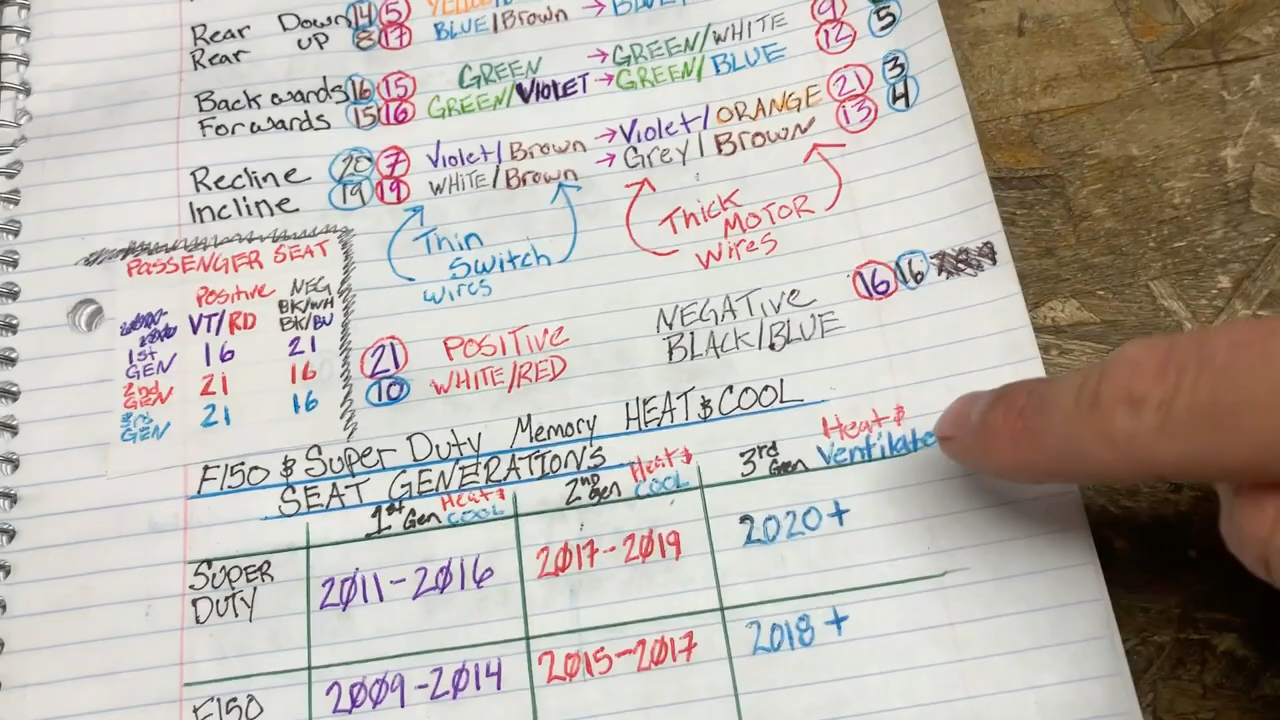 Rear Down 14 5
Rear UP 8 17 BLUE/Brown →
9
Backwards 16 15 GREEN → GREEN/WHITE 12 5
Forwards 15 16 GREEN/VIOLET → GREEN/BLUE
Recline 20 7 Violet/Brown → Violet/ORANGE 21 3
Incline 19 19 WHITE/Brown → Grey/Brown 13 4
Thin
Switch
wires
Thick
MOTOR
Wires
PASSENGER SEAT
Positive NEG
VT/RD BK/WH
BK/BU
1st GEN 16 21
2nd GEN 21 16
3rd GEN 21 16
21 POSITIVE
10 WHITE/RED
NEGATIVE 16 16
BLACK/BLUE
F150 $ Super Duty Memory HEAT $ COOL
SEAT GENERATIONS
1st Gen Heat $ COOL
2nd Gen Heat $ COOL
3rd Gen Heat $ Ventilate
SUPER DUTY 2011-2016 2017-2019 2020+
F150 2009-2014 2015-2017 2018+